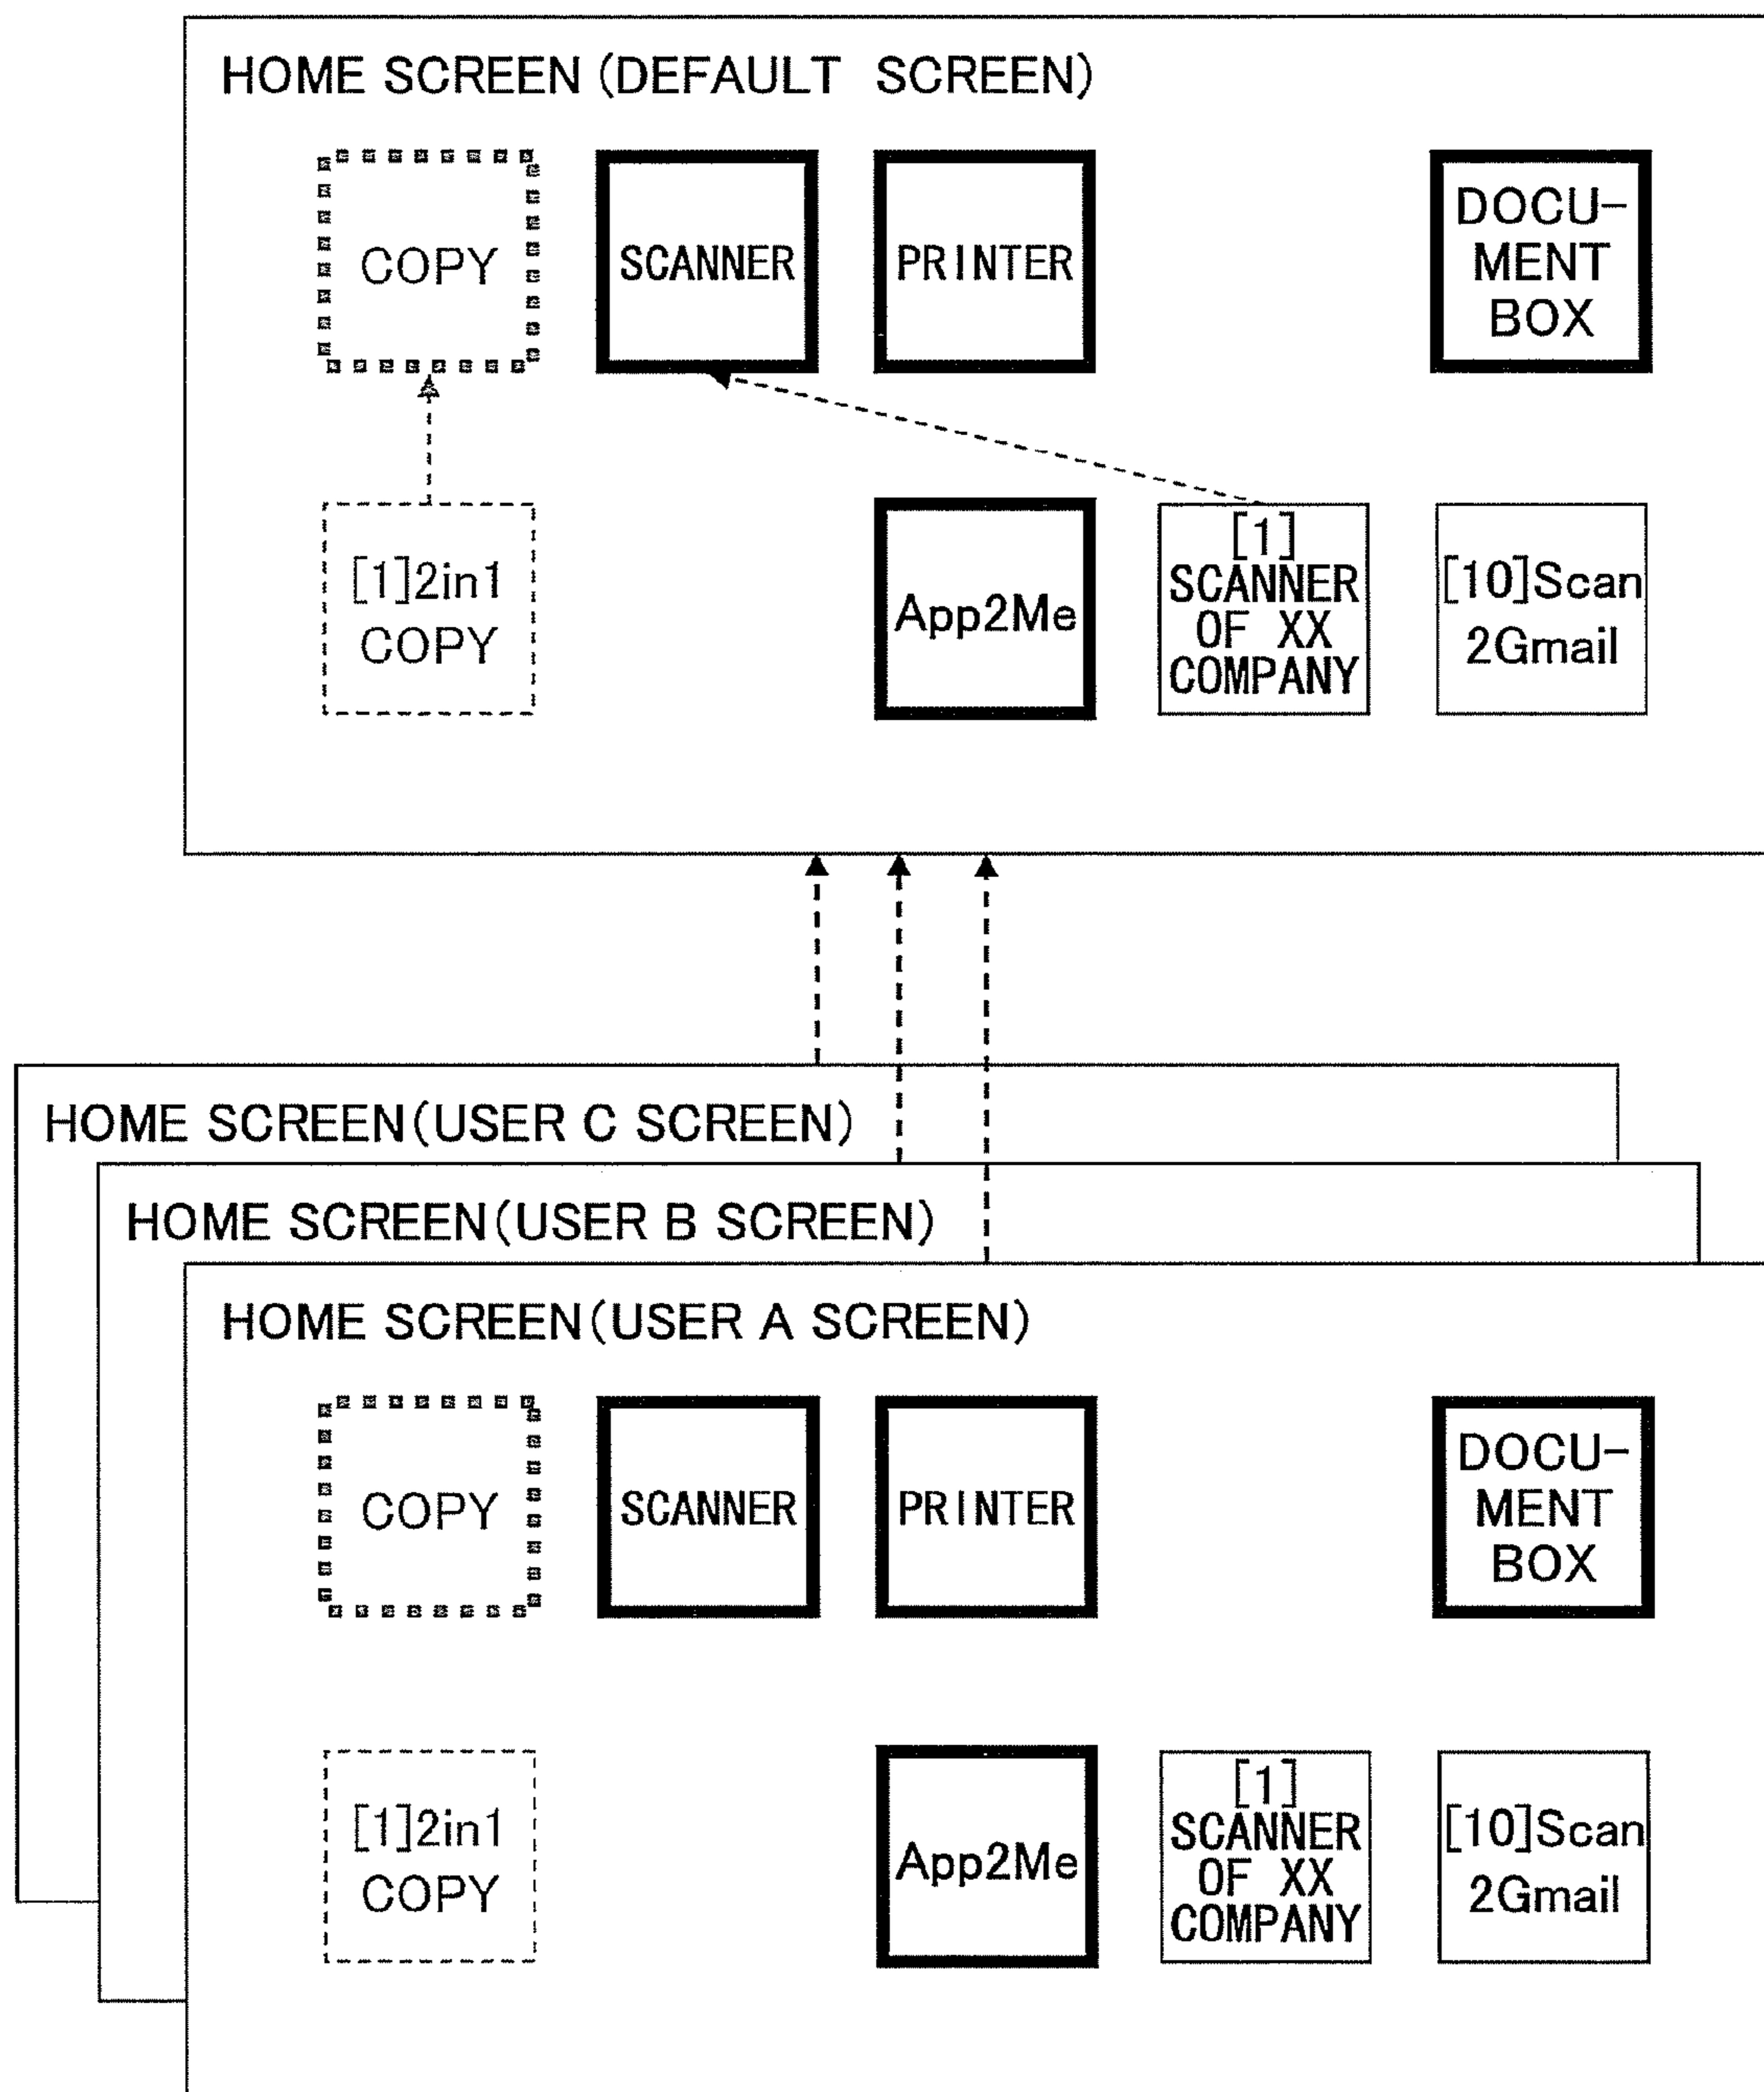 HOME SCREEN (DEFAULT SCREEN)
COPY
SCANNER
PRINTER
DOCU-
MENT
BOX
[1]2in1
COPY
App2Me
[1]
SCANNER
OF XX
COMPANY
[10]Scan
2Gmail
HOME SCREEN(USER C SCREEN)
HOME SCREEN(USER B SCREEN)
HOME SCREEN(USER A SCREEN)
COPY
SCANNER
PRINTER
DOCU-
MENT
BOX
[1]2in1
COPY
App2Me
[1]
SCANNER
OF XX
COMPANY
[10]Scan
2Gmail